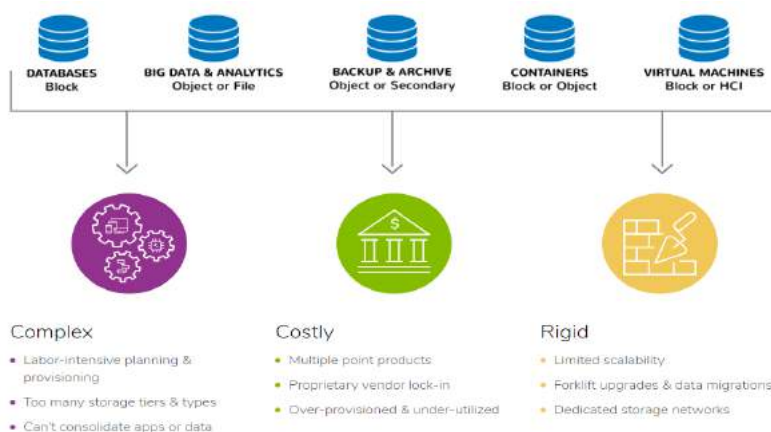 DATABASES
Block
BIG DATA & ANALYTICS
Object or File
BACKUP & ARCHIVE
Object or Secondary
CONTAINERS
Block or Object
VIRTUAL MACHINES
Block or HCI
$
Complex
Labor-intensive planning &
provisioning
Too many storage tiers & types
Can't consolidate apps or data
Costly
Multiple point products
Proprietary vendor lock-in
Over-provisioned & under-utilized
Rigid
Limited scalability
Forklift upgrades & data migrations
Dedicated storage networks